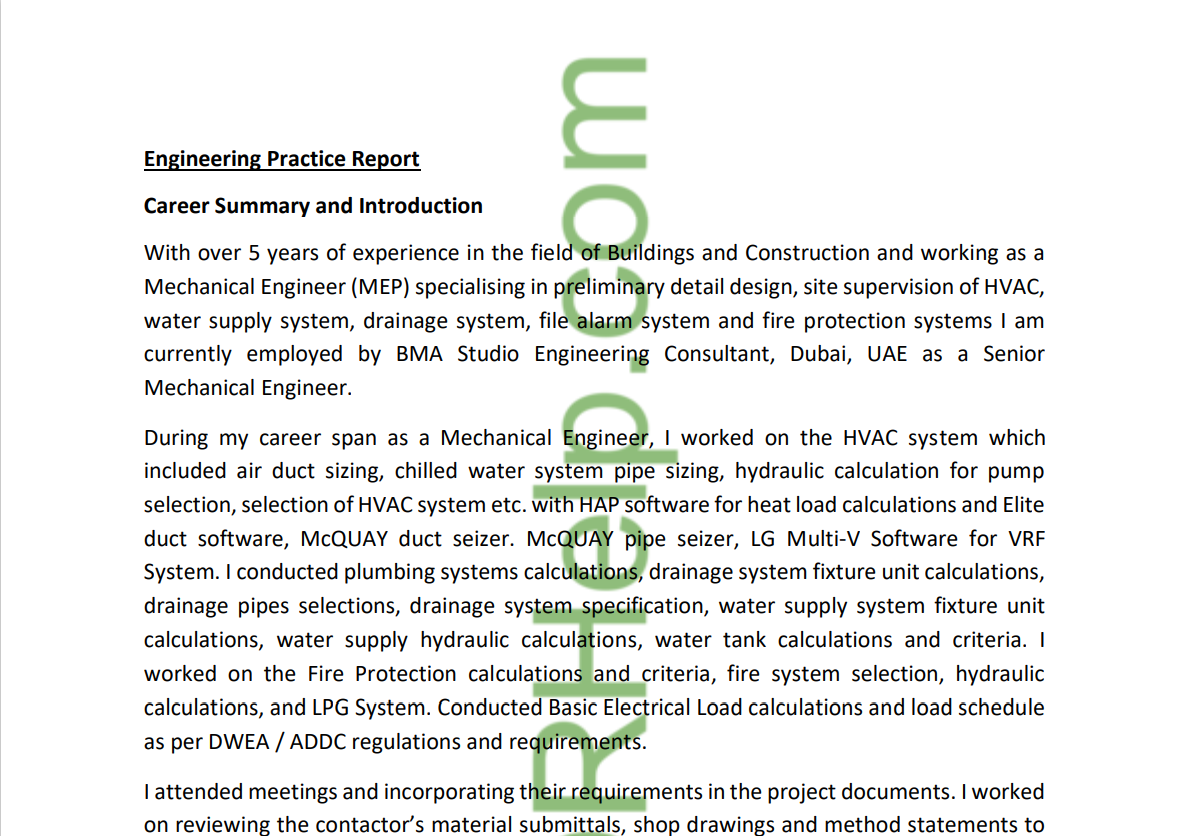 Engineering Practice Report
Career Summary and Introduction
With over 5 years of experience in the field of Buildings and Construction and working as a
Mechanical Engineer (MEP) specialising in preliminary detail design, site supervision of HVAC,
water supply system, drainage system, file alarm system and fire protection systems I am
currently employed by BMA Studio Engineering Consultant, Dubai, UAE as a Senior
Mechanical Engineer.
During my career span as a Mechanical Engineer, I worked on the HVAC system which
included air duct sizing, chilled water system pipe sizing, hydraulic calculation for pump
selection, selection of HVAC system etc. with HAP software for heat load calculations and Elite
duct software, McQUAY duct seizer. McQUAY pipe seizer, LG Multi-V Software for VRF
System. I conducted plumbing systems calculations, drainage system fixture unit calculations,
drainage pipes selections, drainage system specification, water supply system fixture unit
calculations, water supply hydraulic calculations, water tank calculations and criteria. I
worked on the Fire Protection calculations and criteria, fire system selection, hydraulic
calculations, and LPG System. Conducted Basic Electrical Load calculations and load schedule
as per DWEA / ADDC regulations and requirements.
I attended meetings and incorporating their requirements in the project documents. I worked
on reviewing the contactor’s material submittals, shop drawings and method statements to
RHelp.com